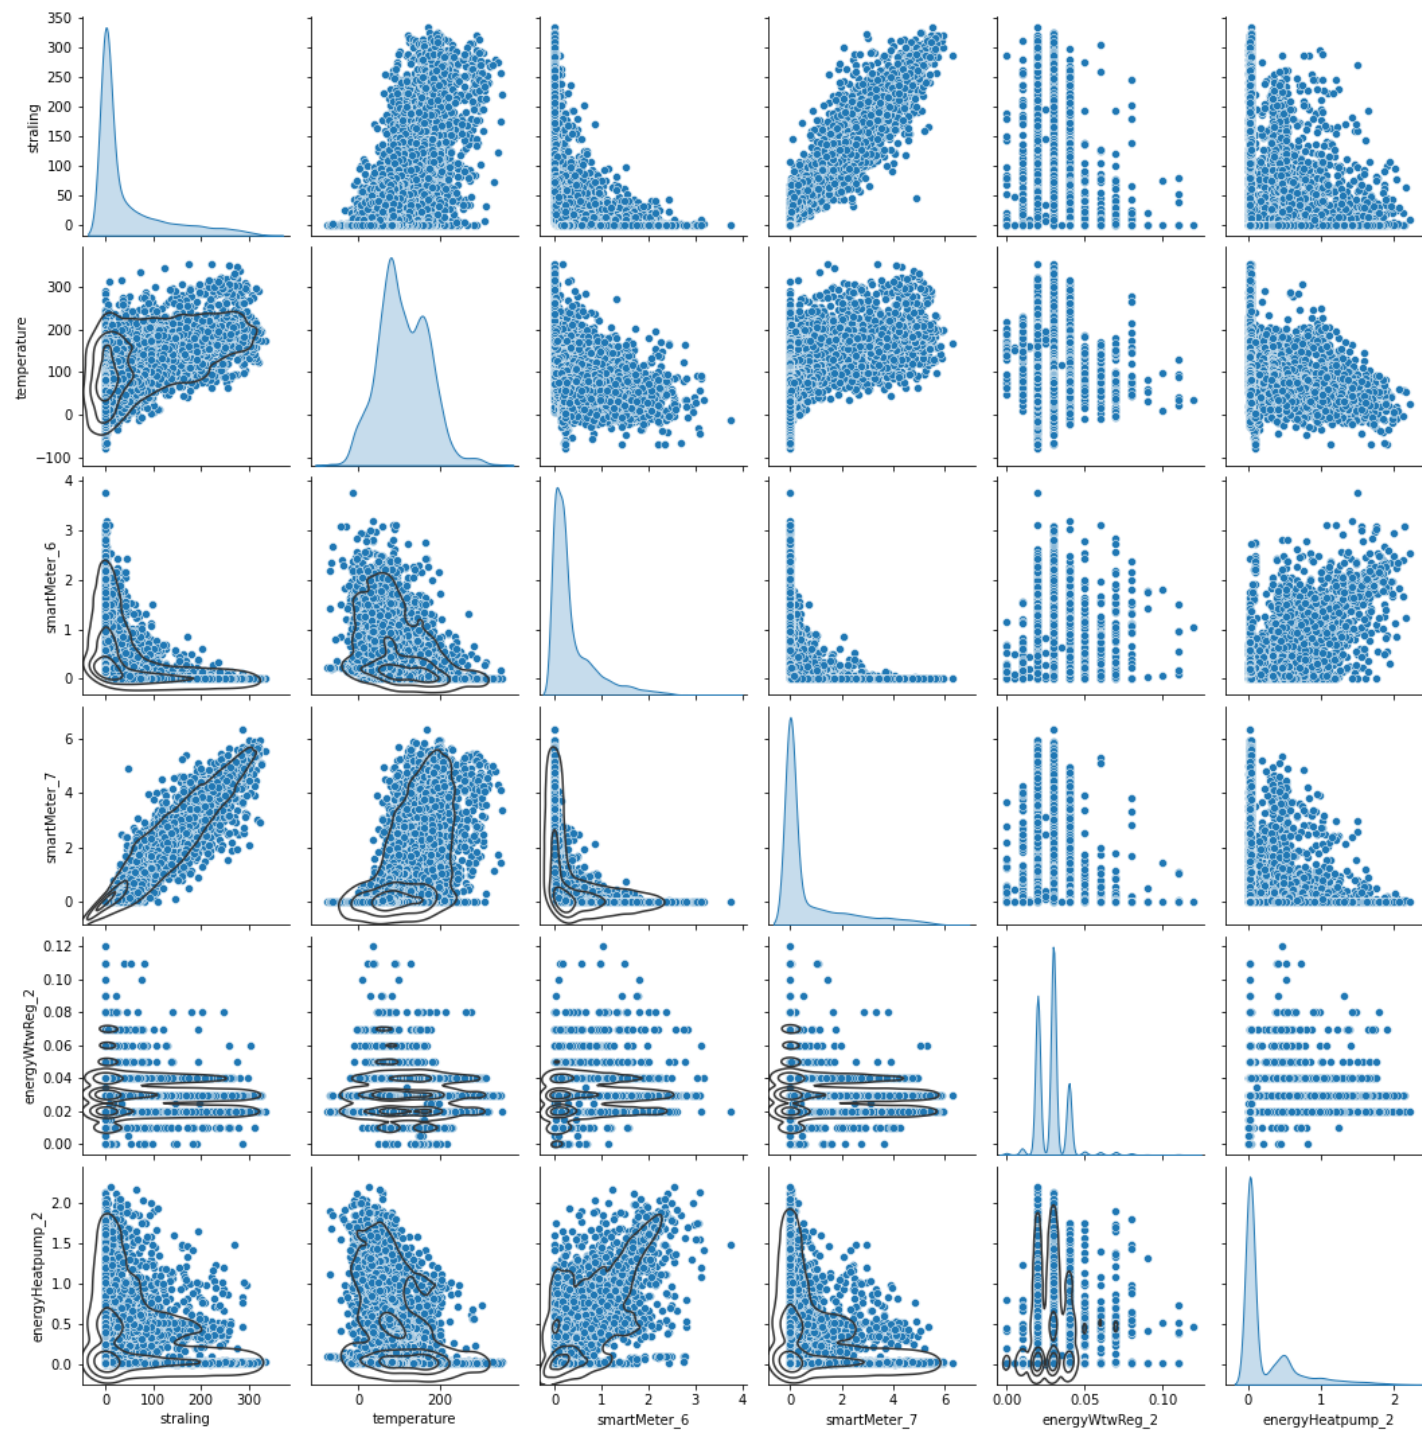 350
300
250
200
150
100
50
0
straling
300
200
100
0
−100
temperature
4
3
2
1
0
smartMeter_6
6
4
2
0
smartMeter_7
0.12
0.10
0.08
0.06
0.04
0.02
0.00
energyWtwReg_2
2.0
1.5
1.0
0.5
0.0
energyHeatpump_2
0 100 200 300
0 200
0 1 2 3 4
0 2 4 6
0.00 0.05 0.10
0 1 2
straling
temperature
smartMeter_6
smartMeter_7
energyWtwReg_2
energyHeatpump_2